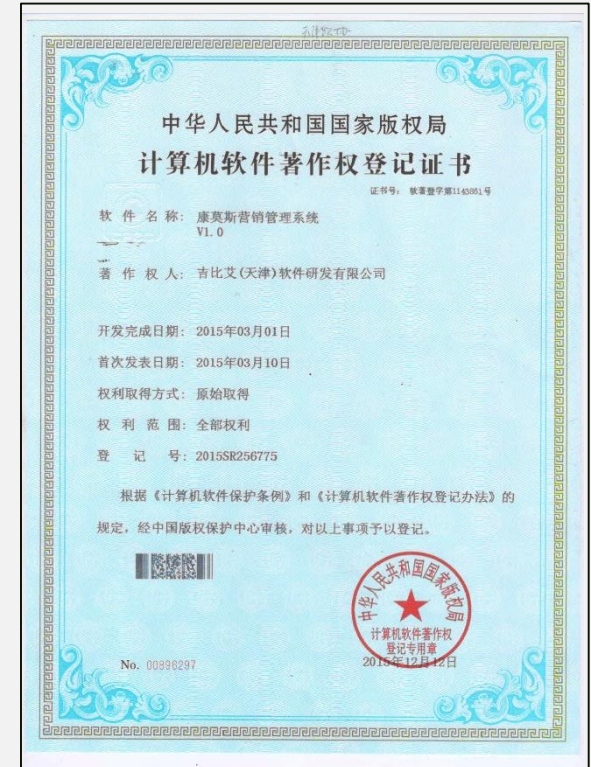 中华人民共和国国家版权局
计算机软件著作权登记证书
证书号： 软著登字第1143861号
软 件 名 称： 康莫斯营销管理系统
V1.0
著 作 权 人： 吉比艾(天津)软件研发有限公司
开发完成日期： 2015年03月01日
首次发表日期： 2015年03月10日
权利取得方式： 原始取得
权 利 范 围： 全部权利
登 记 号： 2015SR256775
根据《计算机软件保护条例》和《计算机软件著作权登记办法》的
规定，经中国版权保护中心审核，对以上事项予以登记。
中华人民共和国国家版权局
计算机软件著作权
登记专用章
No. 00896297
2015年12月12日